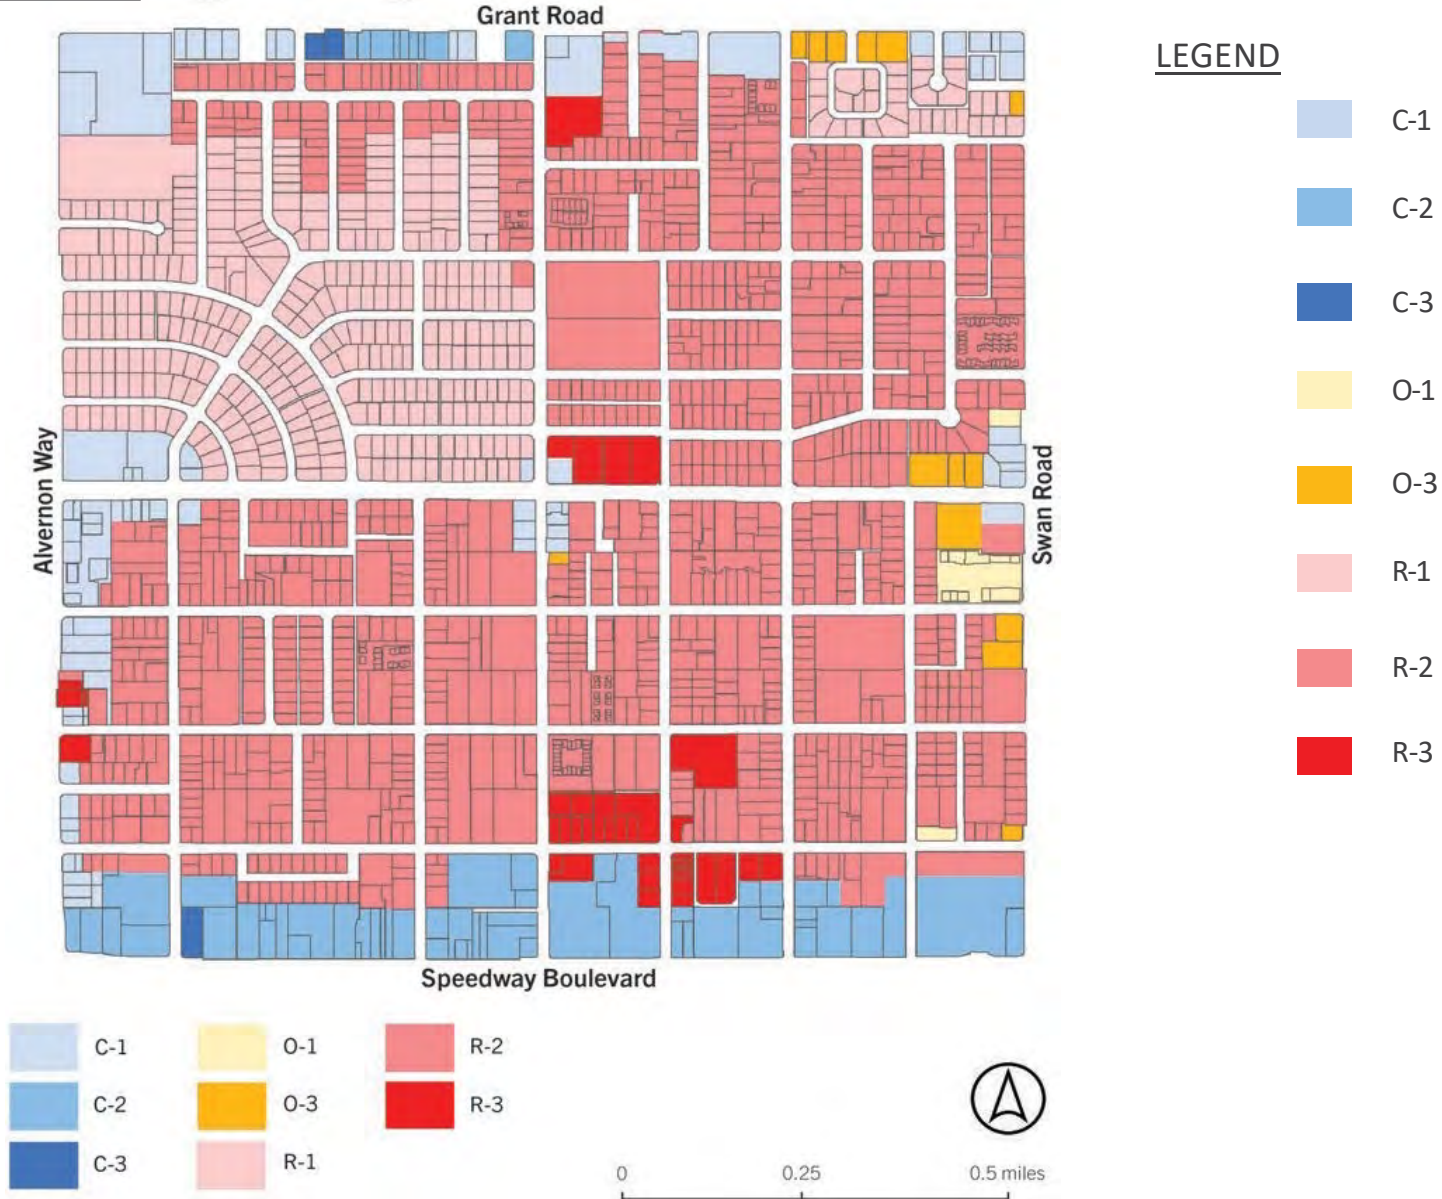 Grant Road
LEGEND
C-1
C-2
C-3
O-1
O-3
R-1
R-2
R-3
Alvernon Way
Swan Road
Speedway Boulevard
C-1
O-1
R-2
C-2
O-3
R-3
C-3
R-1
0 0.25 0.5 miles